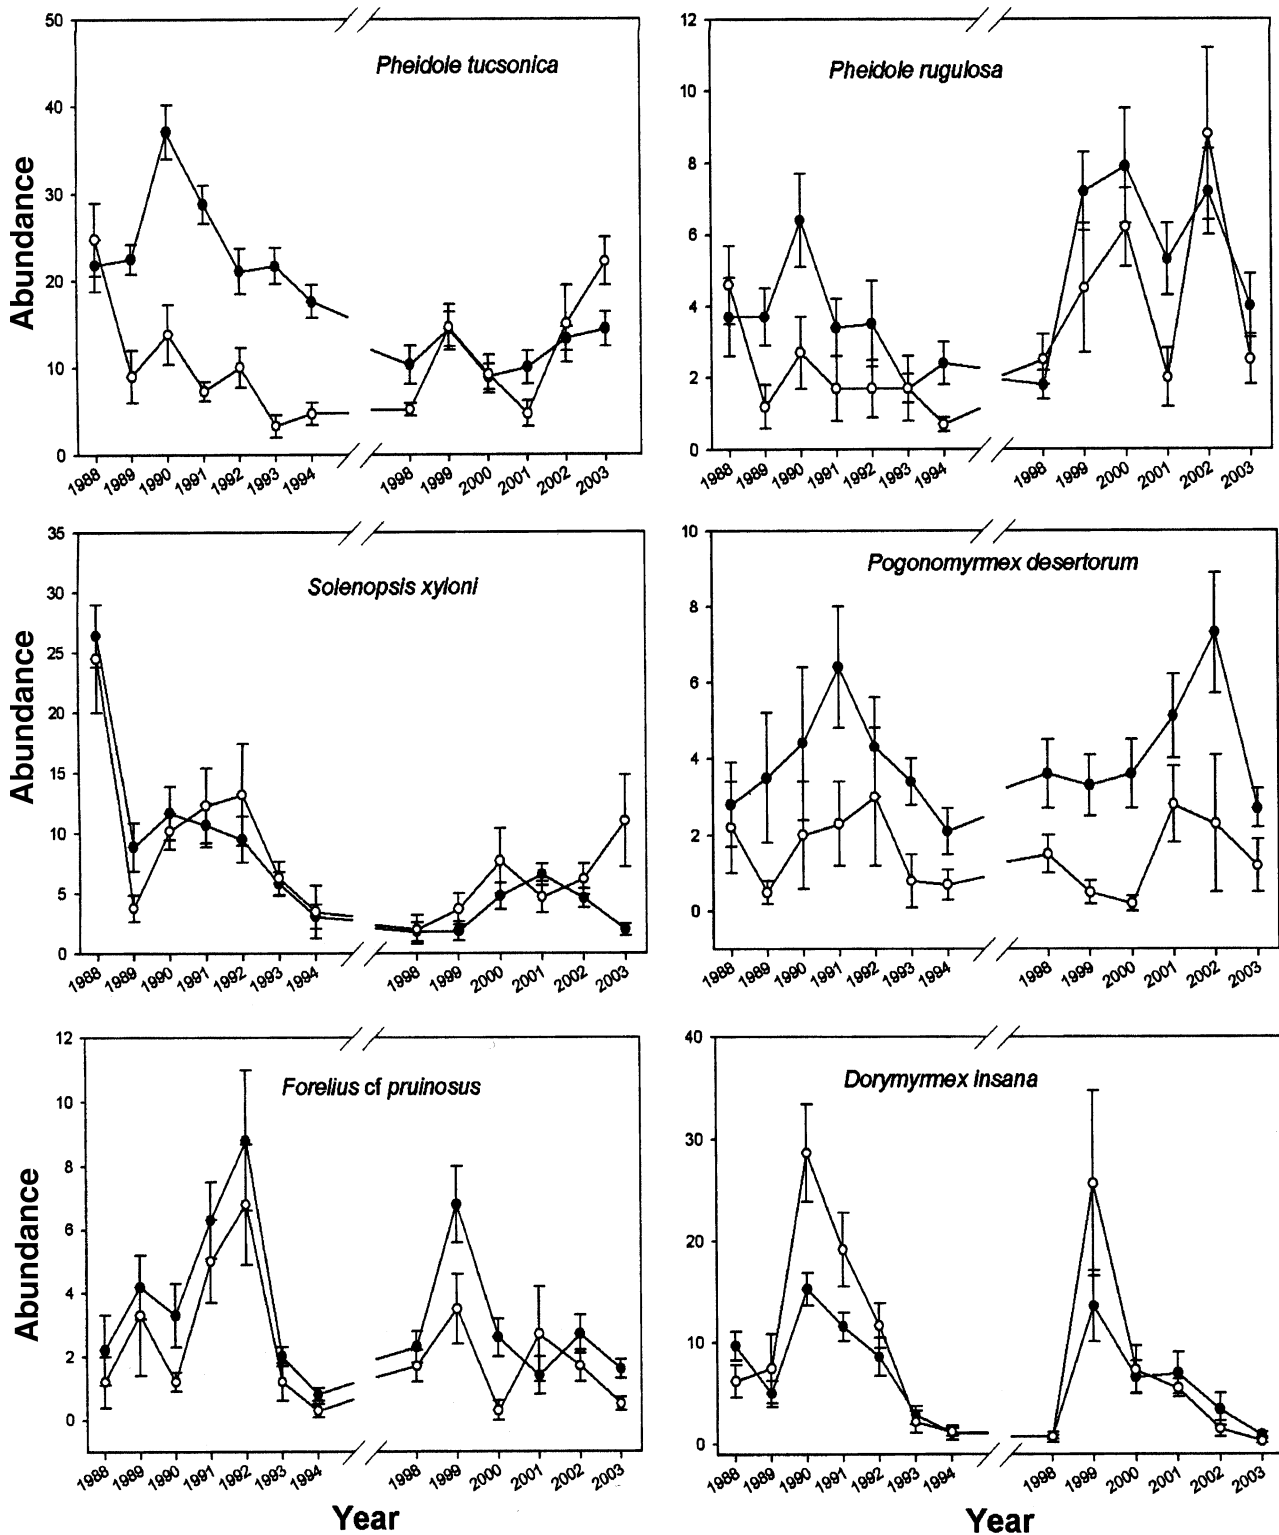 Pheidole tucsonica
Abundance
50
40
30
20
10
0
1988 1989 1990 1991 1992 1993 1994 1998 1999 2000 2001 2002 2003
Pheidole rugulosa
12
10
8
6
4
2
0
1988 1989 1990 1991 1992 1993 1994 1998 1999 2000 2001 2002 2003
Solenopsis xyloni
Abundance
35
30
25
20
15
10
5
0
1988 1989 1990 1991 1992 1993 1994 1998 1999 2000 2001 2002 2003
Pogonomyrmex desertorum
10
8
6
4
2
0
1988 1989 1990 1991 1992 1993 1994 1998 1999 2000 2001 2002 2003
Forelius cf pruinosus
Abundance
12
10
8
6
4
2
0
1988 1989 1990 1991 1992 1993 1994 1998 1999 2000 2001 2002 2003
Year
Dorymyrmex insana
40
30
20
10
0
1988 1989 1990 1991 1992 1993 1994 1998 1999 2000 2001 2002 2003
Year